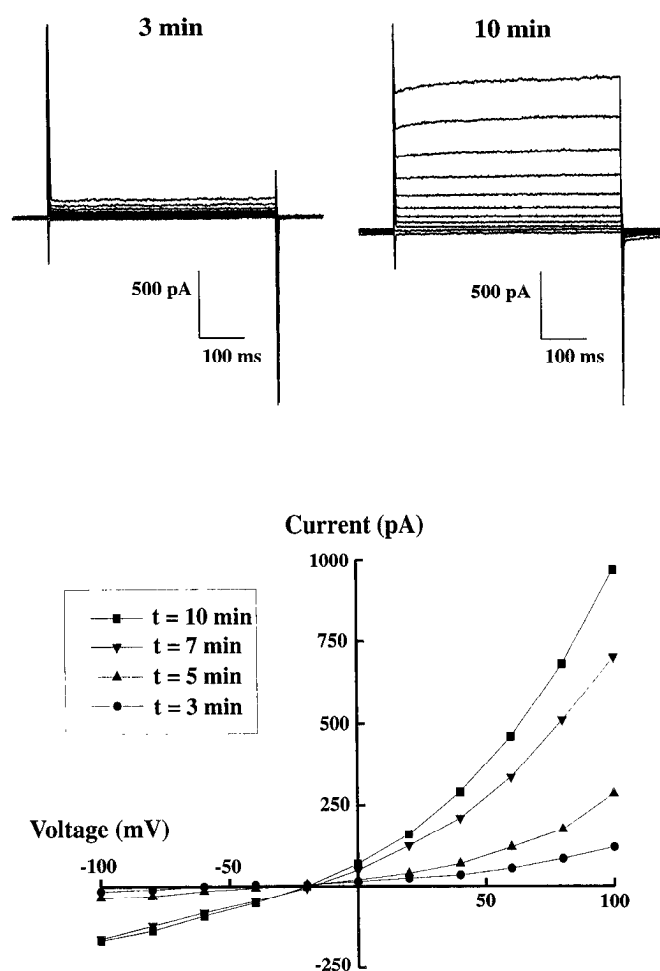 3 min
10 min
500 pA
100 ms
500 pA
100 ms
Current (pA)
1000
t = 10 min
t = 7 min
t = 5 min
t = 3 min
750
500
250
Voltage (mV)
-100
-50
50
100
-250